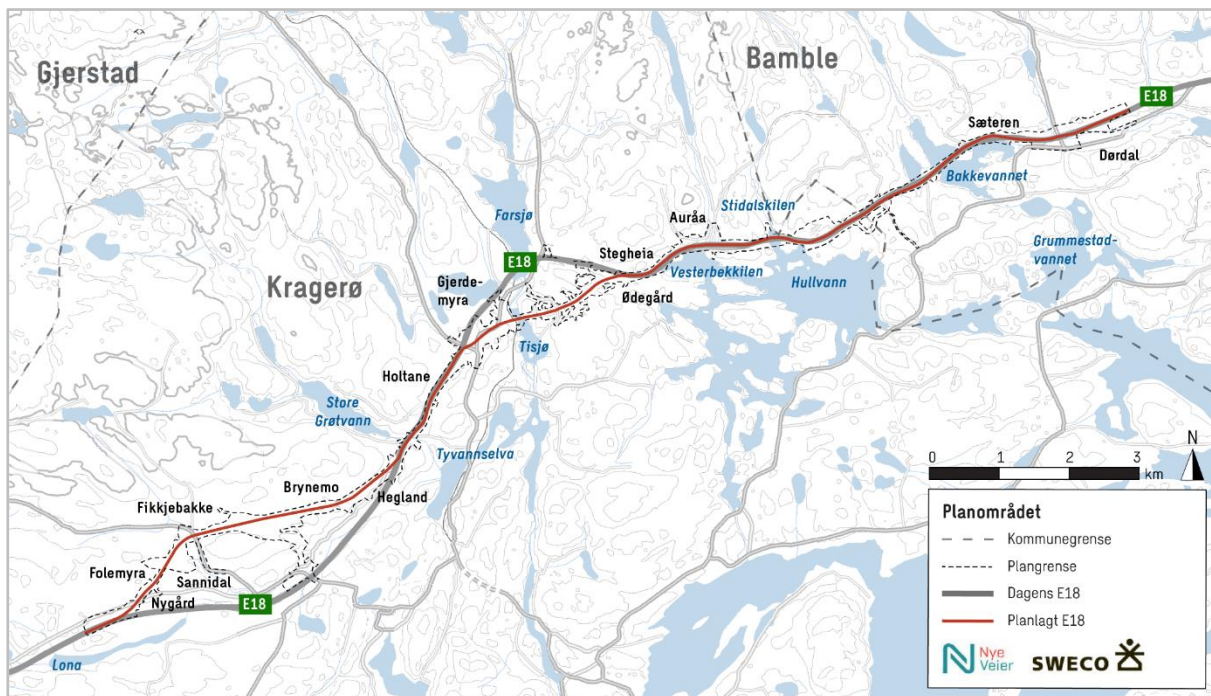 Gjerstad
Bamble
E18
Sæteren
Dørdal
Bakkevannet
Stidalskilen
Farsjø
Auråa
Grummestad-
vannet
Stegheia
E18
Vesterbekkilen
Hullvann
Gjerde-
myra
Kragerø
Ødegård
Tisjø
Holtane
Store
Grøtvann
Tyvannselva
N
0 1 2 3
km
Brynemo
Hegland
Fikkjebakke
Folemyra
Sannidal
Nygård
E18
Lona
Planområdet
Kommunegrense
Plangrense
Dagens E18
Planlagt E18
Nye
Veier
SWECO